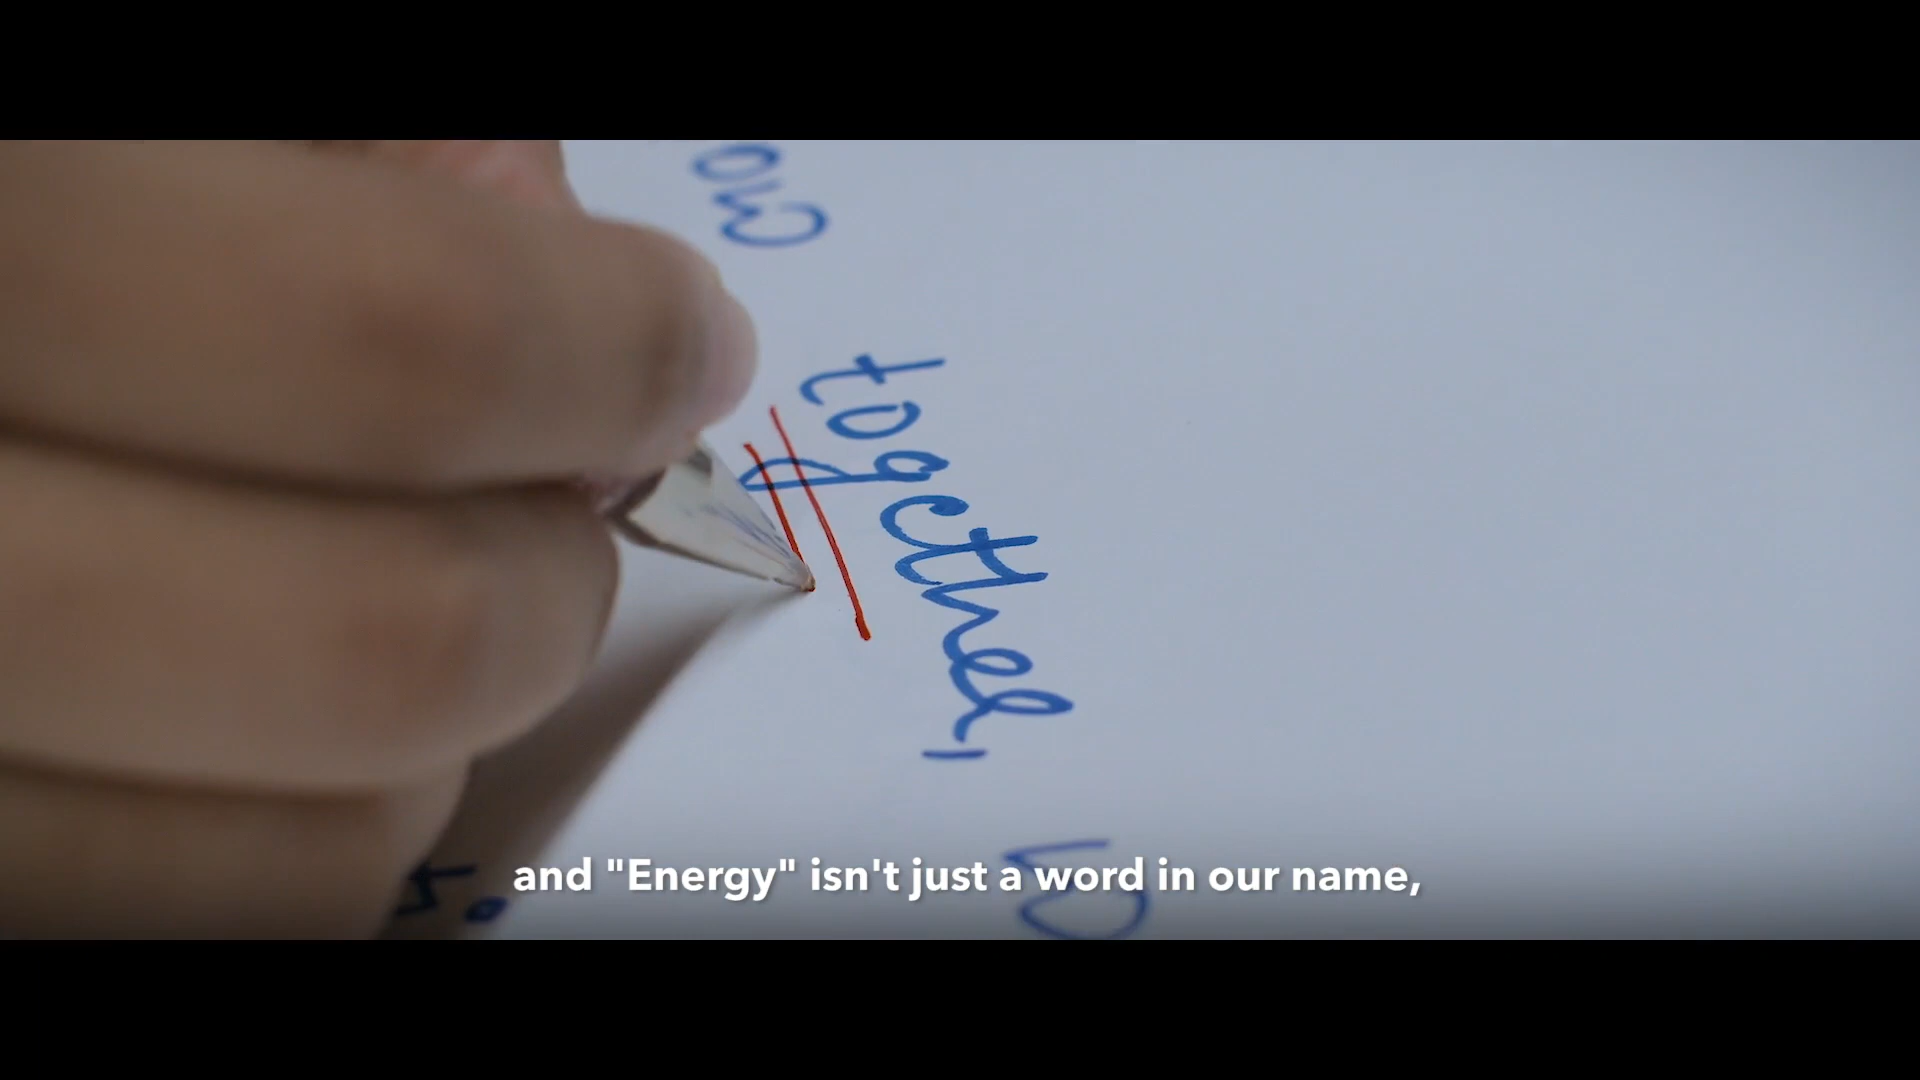 together,
and "Energy" isn't just a word in our name,